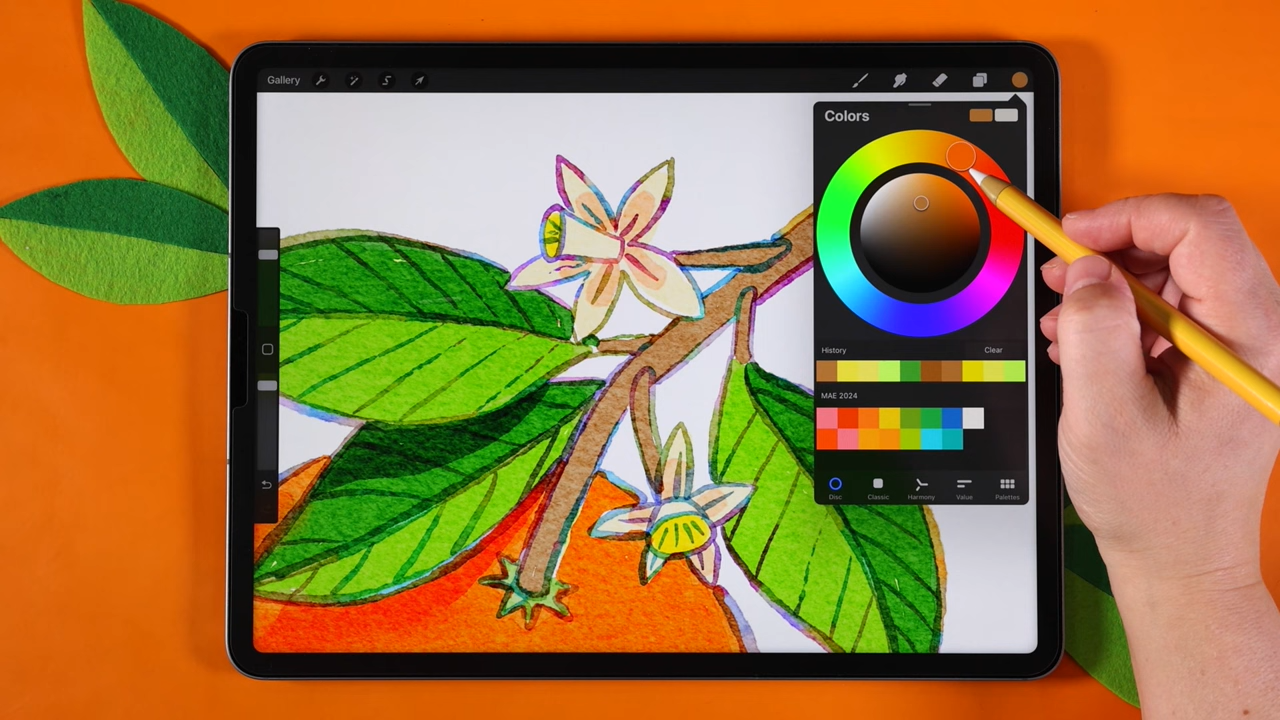 Gallery
Colors
History Clear
MAE 2024
Disc Classic Harmony Value Palettes